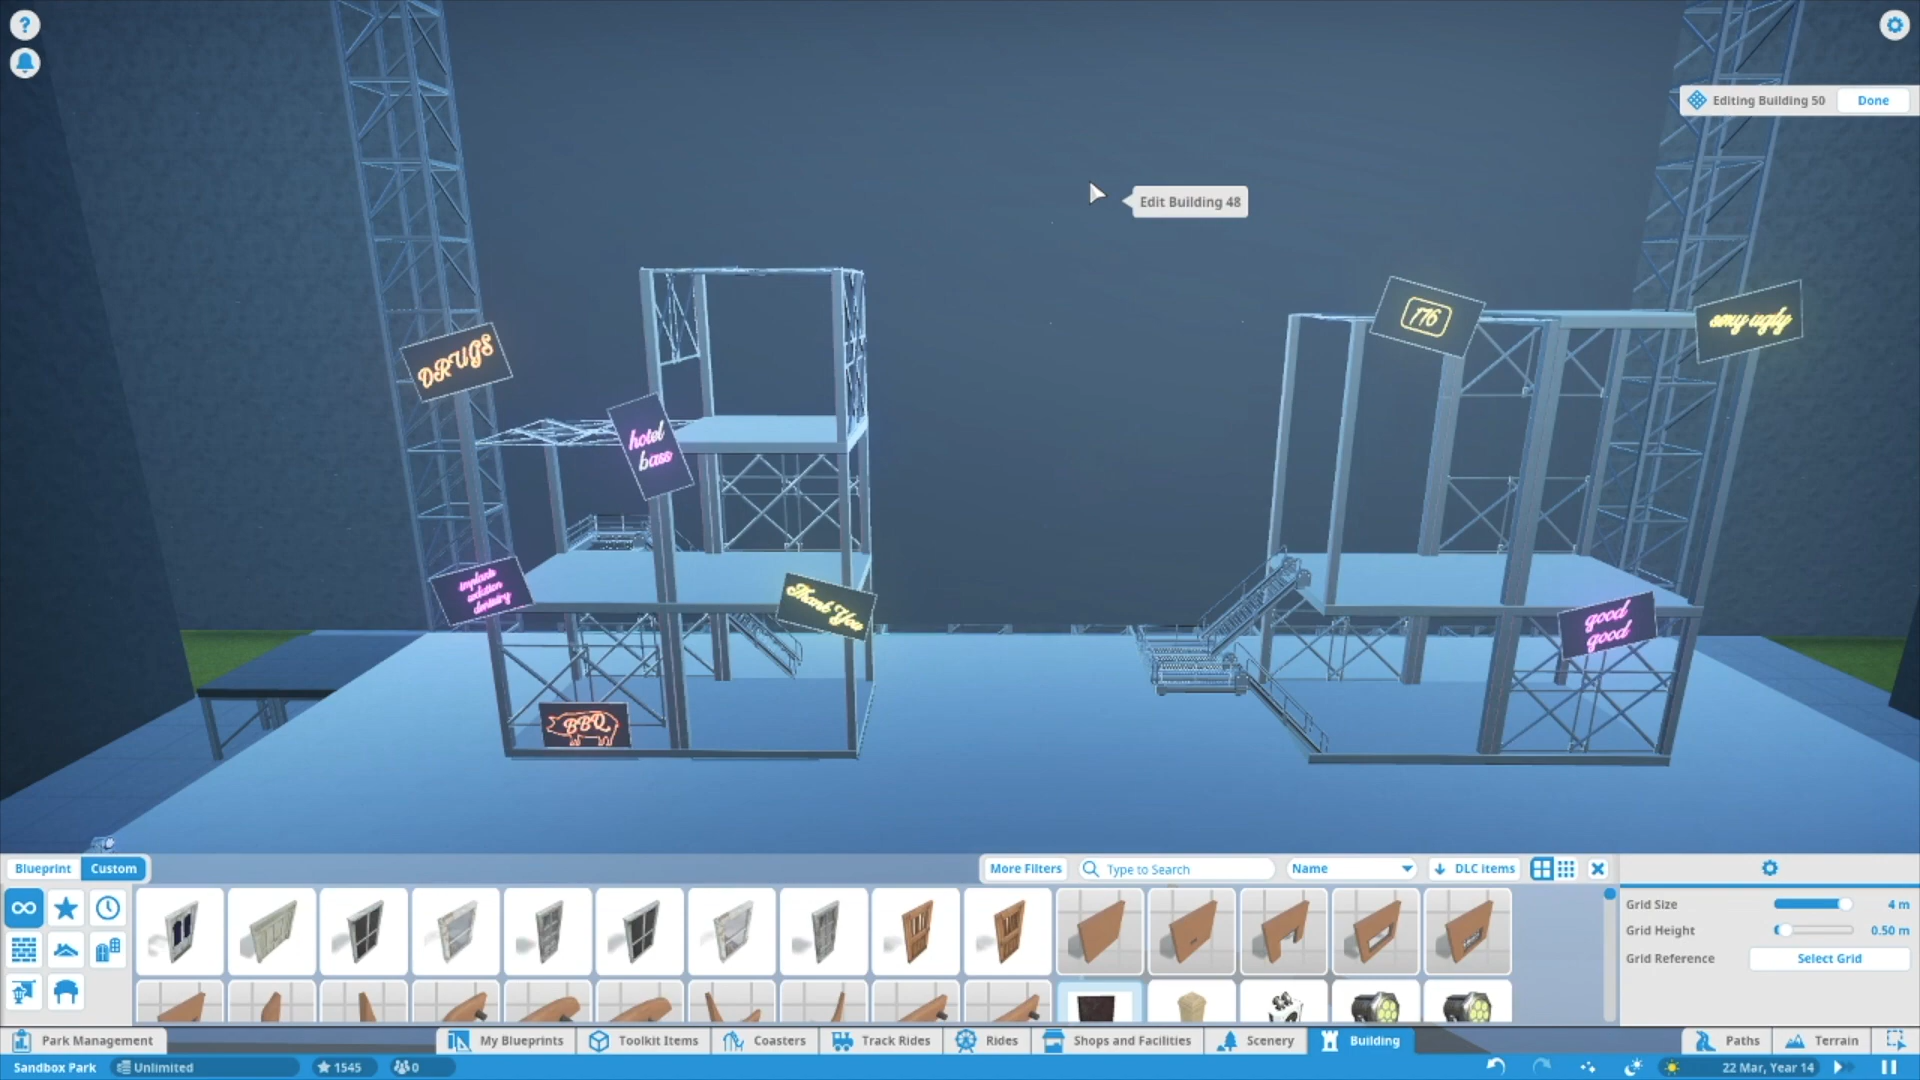 Editing Building 50
Done
Edit Building 48
176
sexy ugly
DRUGS
hotel
bass
implants
Thank You
good
good
BBQ
Blueprint
Custom
More Filters
Type to Search
Name
DLC items
Grid Size
4 m
Grid Height
0.50 m
Grid Reference
Select Grid
Park Management
My Blueprints
Toolkit Items
Coasters
Track Rides
Rides
Shops and Facilities
Scenery
Building
Paths
Terrain
Sandbox Park
Unlimited
1545
0
22 Mar, Year 14